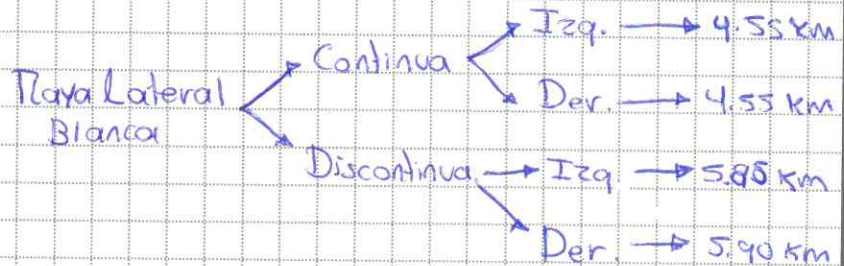 Raya Lateral
Blanca
Continua
Izq. → 4.55 km
Der. → 4.55 km
Discontinua
Izq. → 5.85 km
Der. → 5.90 km